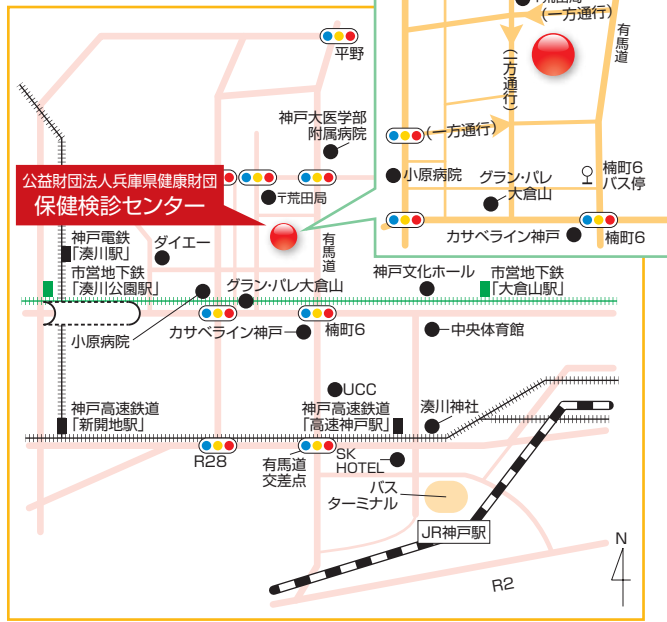 〒荒田局
(一方通行)
有馬道
(一方通行)
(一方通行)
小原病院
グラン・パレ
大倉山
楠町6
バス停
カサベライン神戸
楠町6
平野
神戸大医学部
附属病院
公益財団法人兵庫県健康財団
保健検診センター
〒荒田局
有馬道
神戸電鉄
「湊川駅」
ダイエー
市営地下鉄
「湊川公園駅」
グラン・パレ大倉山
神戸文化ホール
市営地下鉄
「大倉山駅」
小原病院
カサベライン神戸
楠町6
中央体育館
UCC
神戸高速鉄道
「新開地駅」
神戸高速鉄道
「高速神戸駅」
湊川神社
R28
有馬道
交差点
SK
HOTEL
バス
ターミナル
JR神戸駅
R2
N